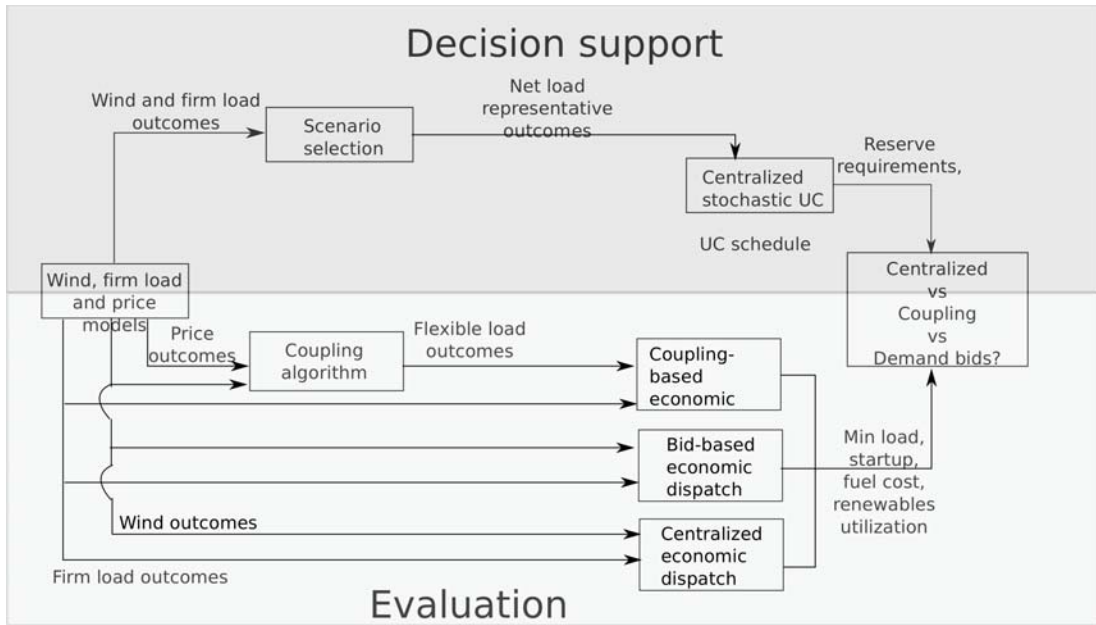 Decision support
Wind and firm load
outcomes
Scenario
selection
Net load
representative
outcomes
Centralized
stochastic UC
Reserve
requirements,
UC schedule
Centralized
vs
Coupling
vs
Demand bids?
Wind, firm load
and price
models
Price
outcomes
Coupling
algorithm
Flexible load
outcomes
Coupling-
based
economic
Bid-based
economic
dispatch
Min load,
startup,
fuel cost,
renewables
utilization
Wind outcomes
Centralized
economic
dispatch
Firm load outcomes
Evaluation